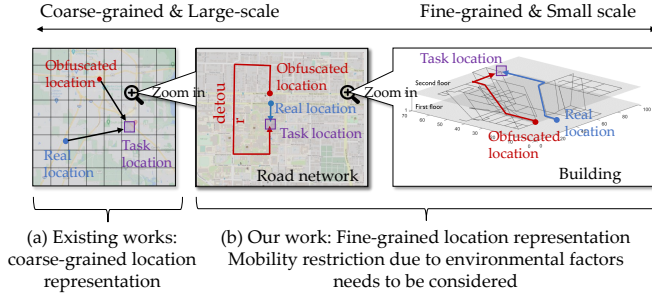 Coarse-grained & Large-scale
Fine-grained & Small scale
Obfuscated
location
Real
location
Task
location
Zoom in
detou
r
Obfuscated
location
Real location
Task location
Road network
Zoom in
Task location
Second floor
First floor
Real
location
Obfuscated
location
Building
(a) Existing works:
coarse-grained location
representation
(b) Our work: Fine-grained location representation
Mobility restriction due to environmental factors
needs to be considered